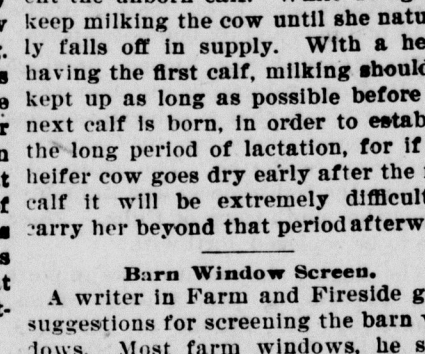 keep milking the cow until she natu
ly falls off in supply. With a he
having the first calf, milking should
kept up as long as possible before
next calf is born, in order to estab
the long period of lactation, for if
heifer cow goes dry early after the
calf it will be extremely difficult
carry her beyond that period afterw
Barn Window Screen.
A writer in Farm and Fireside g
suggestions for screening the barn
dows. Most farm windows, he s